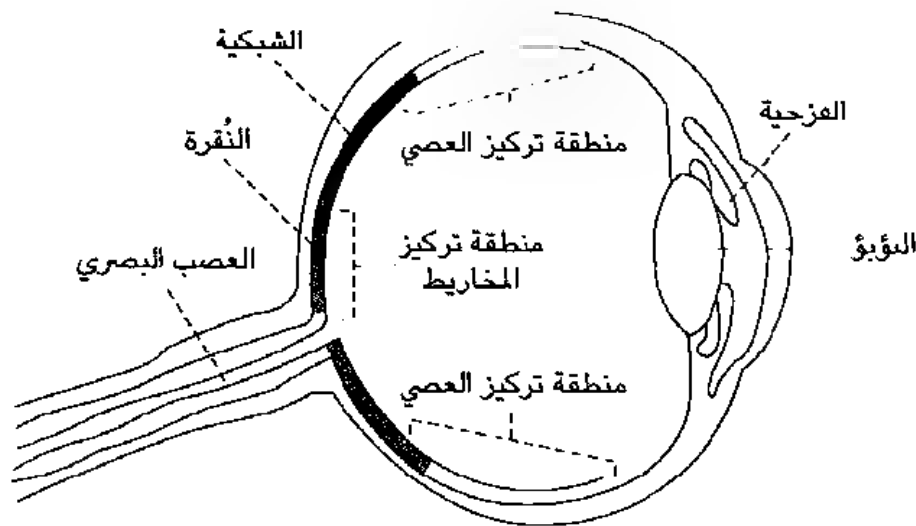 الشبكية
القزحية
النُقرة
منطقة تركيز العصي
منطقة تركيز
المخاريط
البؤبؤ
العصب البصري
منطقة تركيز العصي